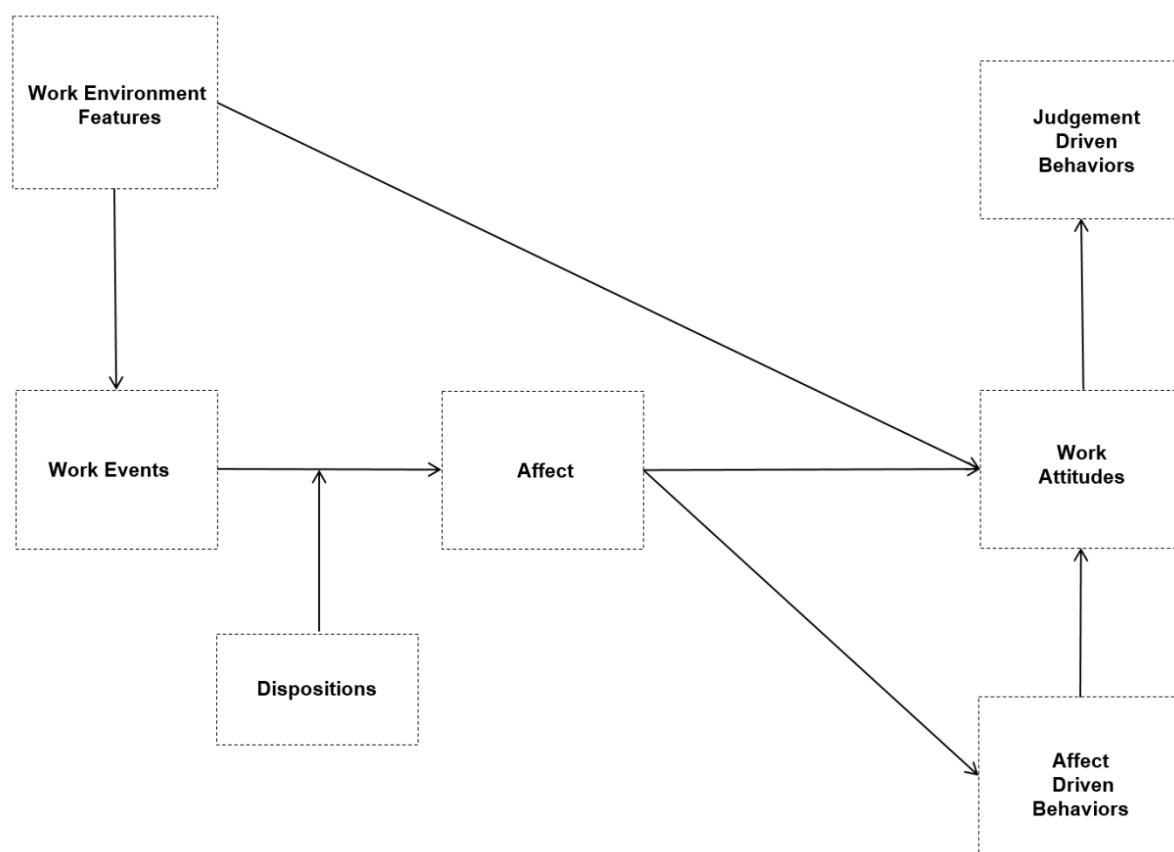 Work Environment
Features
Judgement
Driven
Behaviors
Work Events
Affect
Work
Attitudes
Dispositions
Affect
Driven
Behaviors